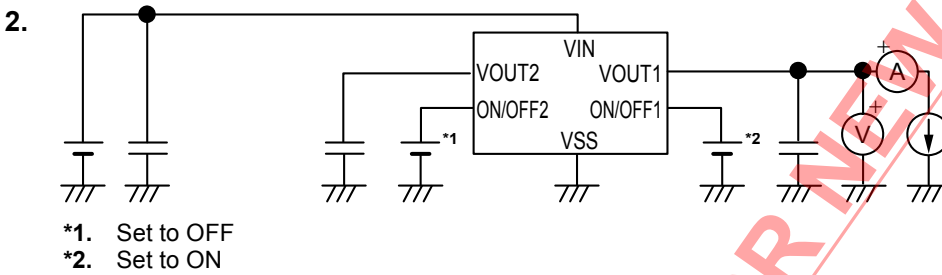 2.
VIN
VOUT2 VOUT1
ON/OFF2 ON/OFF1
VSS
*1
*2
+
A
+
V
*1. Set to OFF
*2. Set to ON
R NEW